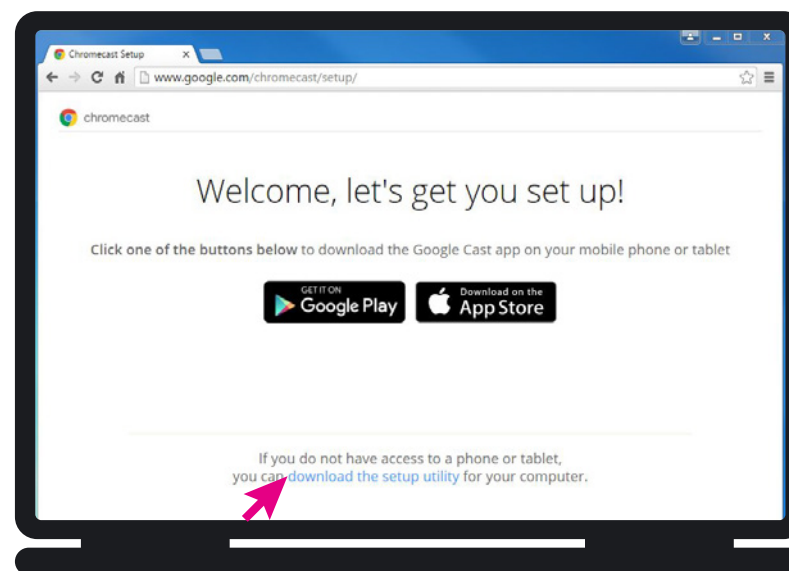 Chromecast Setup
www.google.com/chromecast/setup/
chromecast
Welcome, let's get you set up!
Click one of the buttons below to download the Google Cast app on your mobile phone or tablet
GET IT ON
Google Play
Download on the
App Store
If you do not have access to a phone or tablet,
you can download the setup utility for your computer.